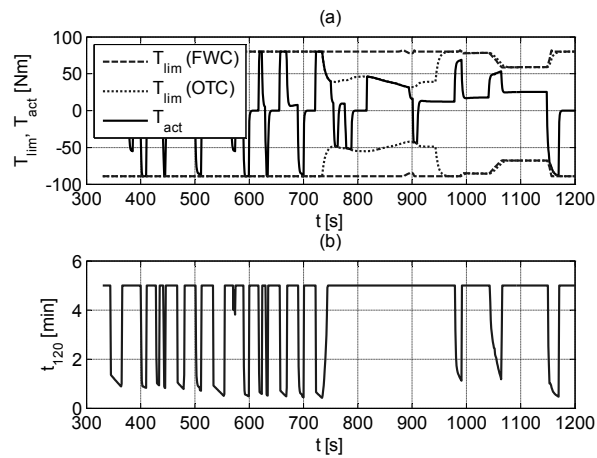 (a)
100
50
0
-50
-100
T_lim, T_act [Nm]
T_lim (FWC)
T_lim (OTC)
T_act
300 400 500 600 700 800 900 1000 1100 1200
t [s]
(b)
6
4
2
0
t_120 [min]
300 400 500 600 700 800 900 1000 1100 1200
t [s]